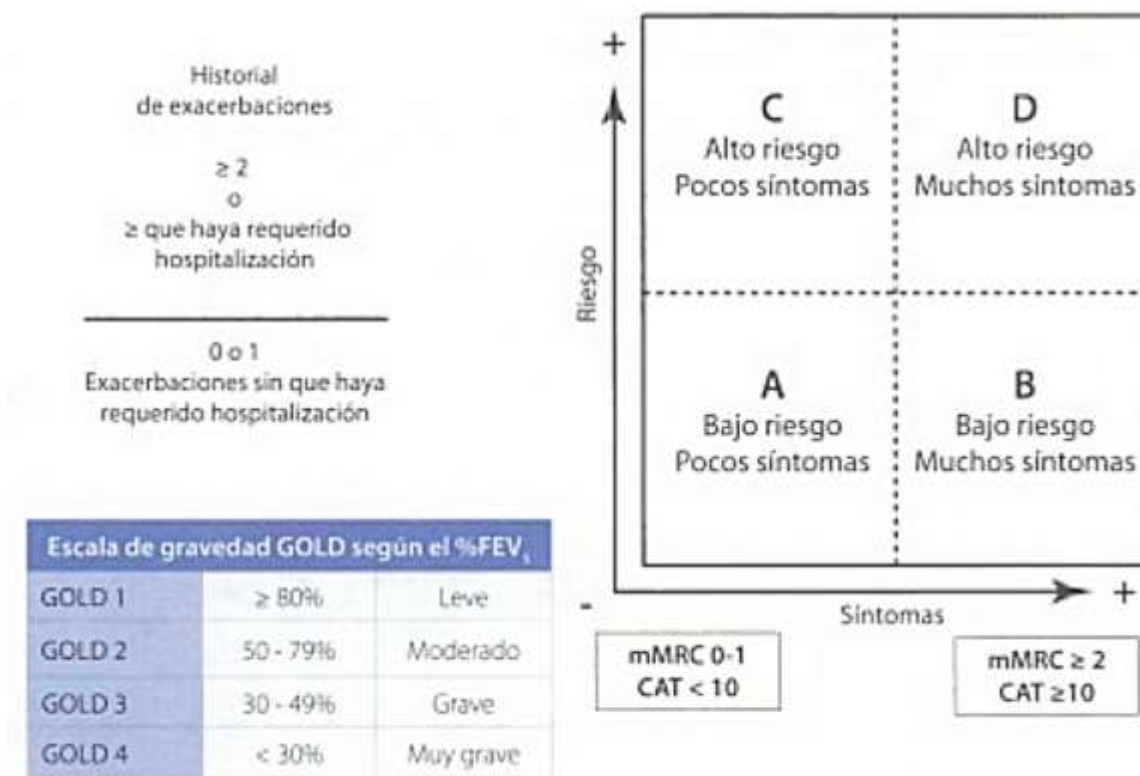 Historial
de exacerbaciones
≥ 2
o
≥ que haya requerido
hospitalización
0 o 1
Exacerbaciones sin que haya
requerido hospitalización
Escala de gravedad GOLD según el %FEV₁
GOLD 1 ≥ 80% Leve
GOLD 2 50 - 79% Moderado
GOLD 3 30 - 49% Grave
GOLD 4 < 30% Muy grave
+
Riesgo
C
Alto riesgo
Pocos síntomas
D
Alto riesgo
Muchos síntomas
A
Bajo riesgo
Pocos síntomas
B
Bajo riesgo
Muchos síntomas
-
Síntomas
+
mMRC 0-1
CAT < 10
mMRC ≥ 2
CAT ≥10